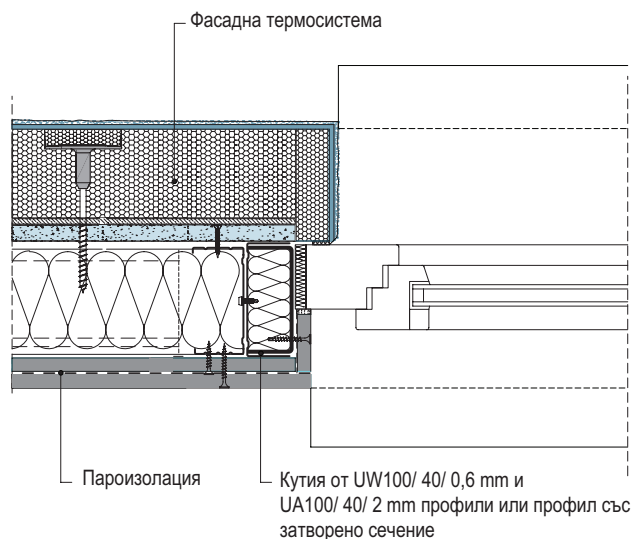 Фасадна термосистема
Пароизолация
Кутия от UW100/ 40/ 0,6 mm и
UA100/ 40/ 2 mm профили или профил със
затворено сечение